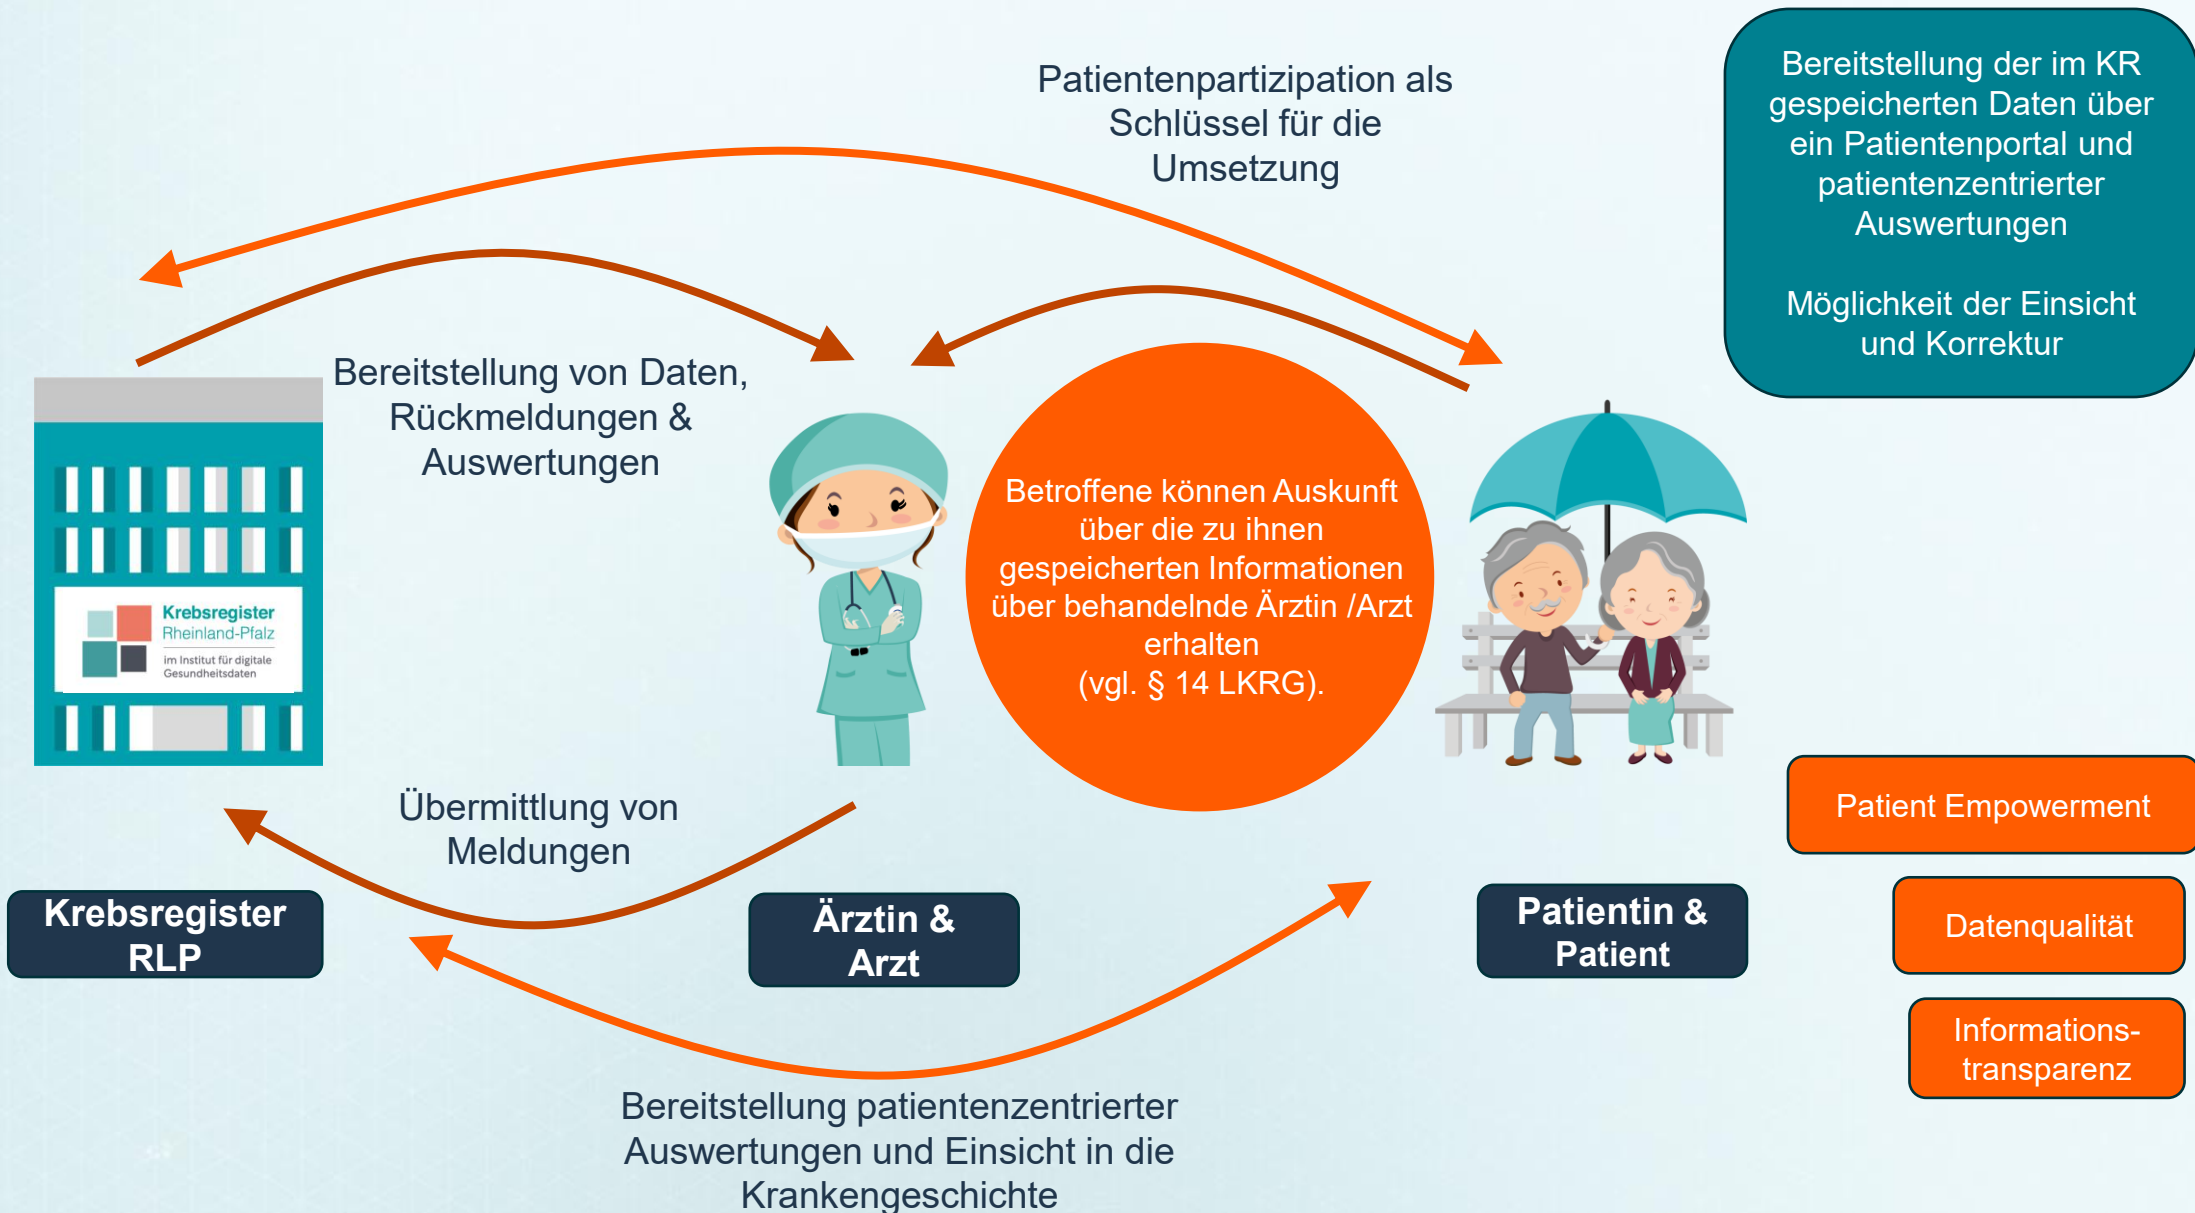 Patientenpartizipation als
Schlüssel für die
Umsetzung
Bereitstellung der im KR
gespeicherten Daten über
ein Patientenportal und
patientenzentrierter
Auswertungen
Möglichkeit der Einsicht
und Korrektur
Bereitstellung von Daten,
Rückmeldungen &
Auswertungen
Betroffene können Auskunft
über die zu ihnen
gespeicherten Informationen
über behandelnde Ärztin /Arzt
erhalten
(vgl. § 14 LKRG).
Krebsregister
Rheinland-Pfalz
im Institut für digitale
Gesundheitsdaten
Übermittlung von
Meldungen
Krebsregister
RLP
Ärztin &
Arzt
Patientin &
Patient
Patient Empowerment
Datenqualität
Informations-
transparenz
Bereitstellung patientenzentrierter
Auswertungen und Einsicht in die
Krankengeschichte